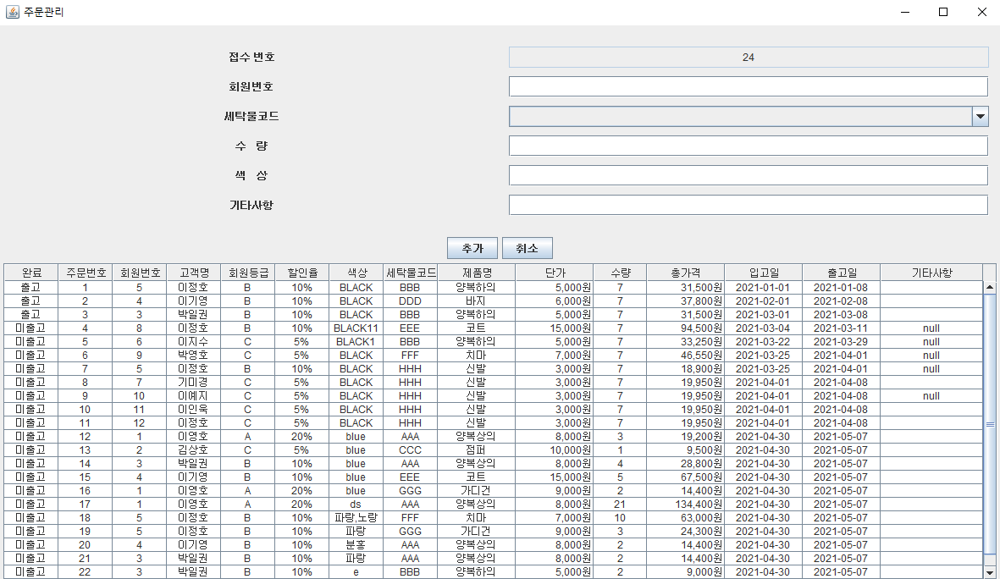 주문관리
접수 번호 24
회원번호
세탁물코드
수 량
색 상
기타사항
추가 취소
완료 주문번호 회원번호 고객명 회원등급 할인율 색상 세탁물코드 제품명 단가 수량 총가격 입고일 출고일 기타사항
출고 1 5 이정호 B 10% BLACK BBB 양복하의 5,000원 7 31,500원 2021-01-01 2021-01-08
출고 2 4 이기영 B 10% BLACK DDD 바지 6,000원 7 37,800원 2021-02-01 2021-02-08
출고 3 3 박일권 B 10% BLACK BBB 양복하의 5,000원 7 31,500원 2021-03-01 2021-03-08
미출고 4 8 이정호 B 10% BLACK11 EEE 코트 15,000원 7 94,500원 2021-03-04 2021-03-11 null
미출고 5 6 이지수 C 5% BLACK1 BBB 양복하의 5,000원 7 33,250원 2021-03-22 2021-03-29 null
미출고 6 9 박영호 C 5% BLACK FFF 치마 7,000원 7 46,550원 2021-03-25 2021-04-01 null
미출고 7 5 이정호 B 10% BLACK HHH 신발 3,000원 7 18,900원 2021-03-25 2021-04-01 null
미출고 8 7 기미경 C 5% BLACK HHH 신발 3,000원 7 19,950원 2021-04-01 2021-04-08
미출고 9 10 이예지 C 5% BLACK HHH 신발 3,000원 7 19,950원 2021-04-01 2021-04-08 null
미출고 10 11 이인욱 C 5% BLACK HHH 신발 3,000원 7 19,950원 2021-04-01 2021-04-08
미출고 11 12 이정호 C 5% BLACK HHH 신발 3,000원 7 19,950원 2021-04-01 2021-04-08
미출고 12 1 이영호 A 20% blue AAA 양복상의 8,000원 3 19,200원 2021-04-30 2021-05-07
미출고 13 2 김상호 C 5% blue CCC 점퍼 10,000원 1 9,500원 2021-04-30 2021-05-07
미출고 14 3 박일권 B 10% blue AAA 양복상의 8,000원 4 28,800원 2021-04-30 2021-05-07
미출고 15 4 이기영 B 10% blue EEE 코트 15,000원 5 67,500원 2021-04-30 2021-05-07
미출고 16 1 이영호 A 20% blue GGG 가디건 9,000원 2 14,400원 2021-04-30 2021-05-07
미출고 17 1 이영호 A 20% ds AAA 양복상의 8,000원 21 134,400원 2021-04-30 2021-05-07
미출고 18 5 이정호 B 10% 파랑,노랑 FFF 치마 7,000원 10 63,000원 2021-04-30 2021-05-07
미출고 19 5 이정호 B 10% 파랑 GGG 가디건 9,000원 3 24,300원 2021-04-30 2021-05-07
미출고 20 4 이기영 B 10% 분홍 AAA 양복상의 8,000원 2 14,400원 2021-04-30 2021-05-07
미출고 21 3 박일권 B 10% 파랑 AAA 양복상의 8,000원 2 14,400원 2021-04-30 2021-05-07
미출고 22 3 박일권 B 10% e BBB 양복하의 5,000원 2 9,000원 2021-04-30 2021-05-07